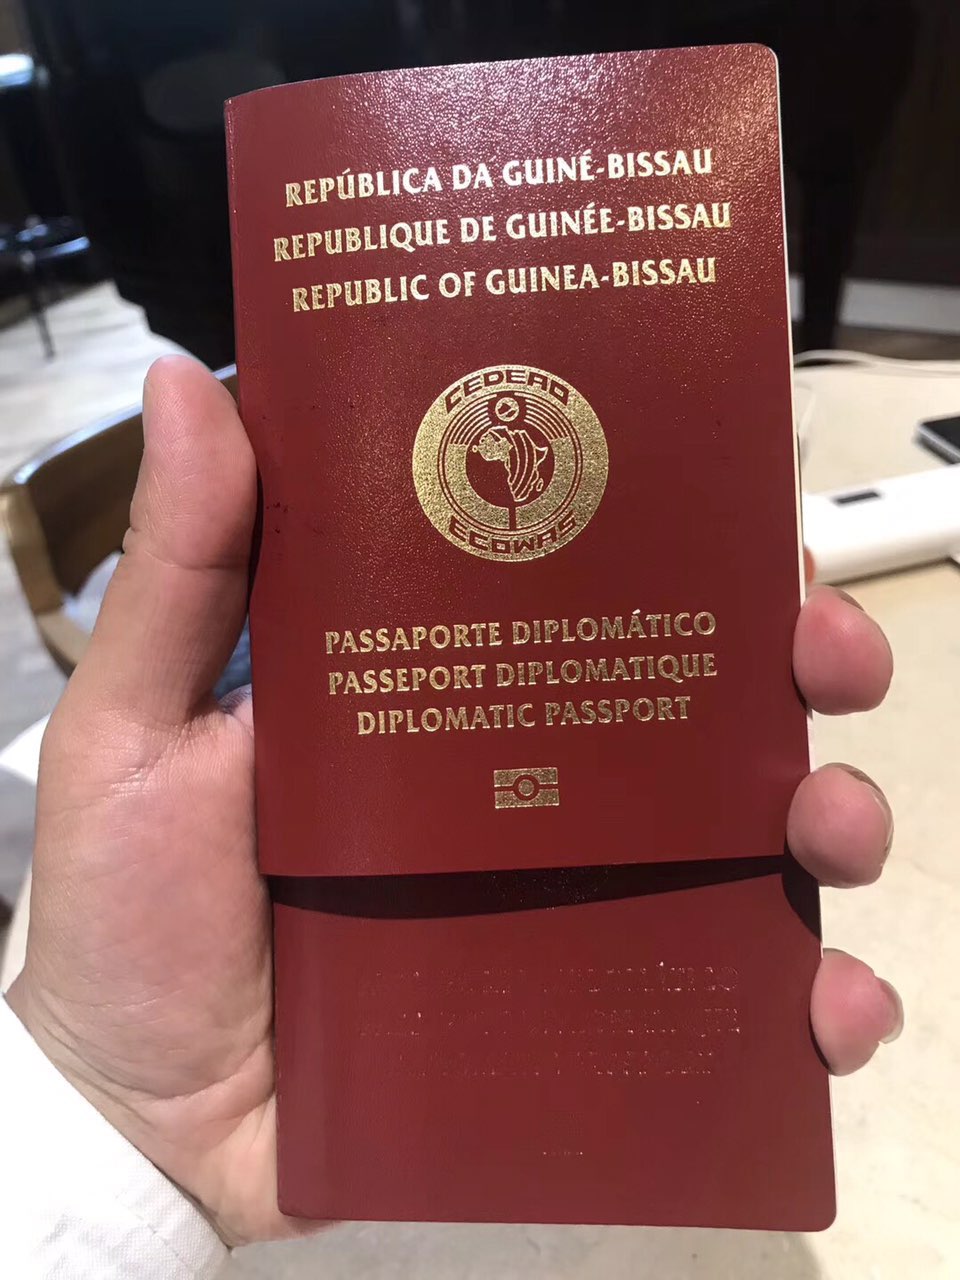 REPÚBLICA DA GUINÉ-BISSAU
REPUBLIQUE DE GUINÉE-BISSAU
REPUBLIC OF GUINEA-BISSAU
CEDEAO
ECOWAS
PASSAPORTE DIPLOMÁTICO
PASSEPORT DIPLOMATIQUE
DIPLOMATIC PASSPORT